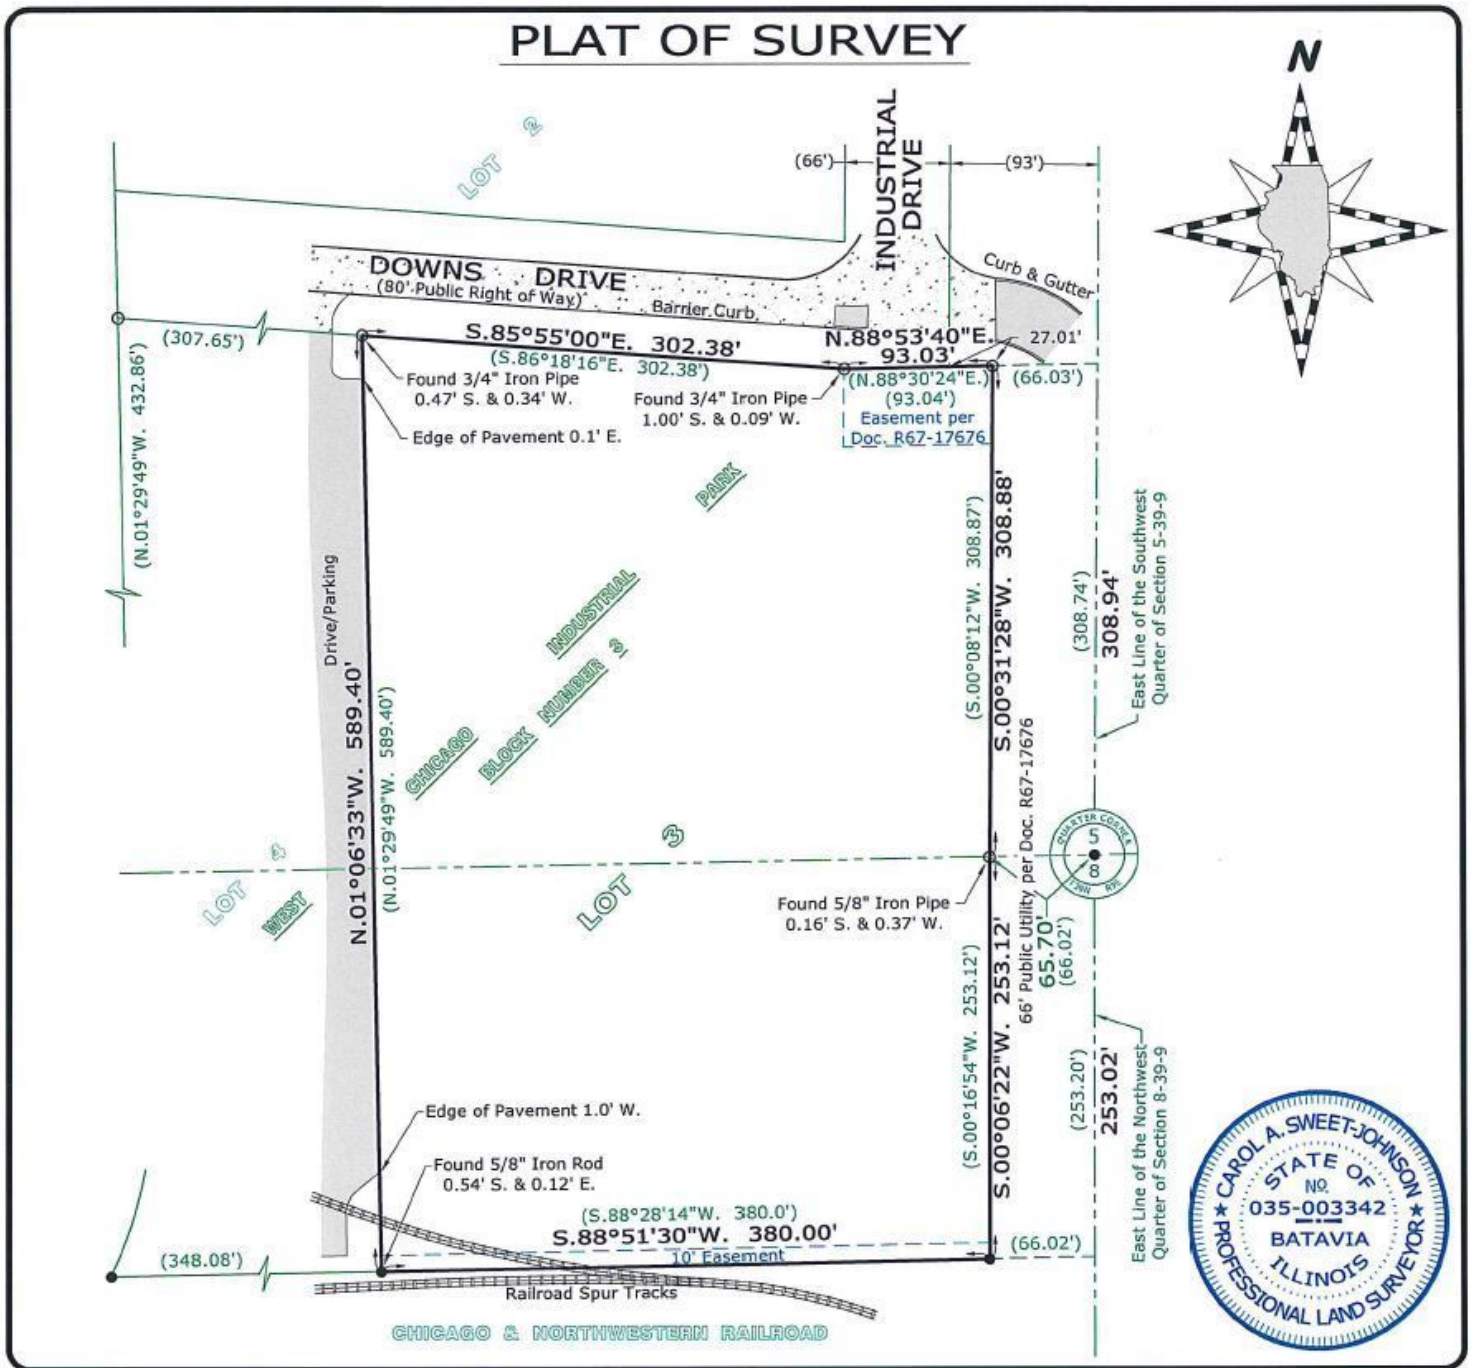 PLAT OF SURVEY
N
LOT 2
(66')
INDUSTRIAL
DRIVE
(93')
DOWNS DRIVE
(80' Public Right of Way)
Barrier Curb
Curb & Gutter
(307.65')
S.85°55'00"E. 302.38'
(S.86°18'16"E. 302.38')
N.88°53'40"E.
93.03'
27.01'
(N.88°30'24"E.)
(93.04')
(66.03')
Easement per
Doc. R67-17676
Found 3/4" Iron Pipe
0.47' S. & 0.34' W.
Found 3/4" Iron Pipe
1.00' S. & 0.09' W.
Edge of Pavement 0.1' E.
(N.01°29'49"W. 432.86')
Drive/Parking
N.01°06'33"W. 589.40'
(N.01°29'49"W. 589.40')
PARK
INDUSTRIAL
CHICAGO
BLOCK NUMBER 3
WEST
LOT 4
LOT 3
(S.00°08'12"W. 308.87')
S.00°31'28"W. 308.88'
(308.74')
308.94'
East Line of the Southwest
Quarter of Section 5-39-9
66' Public Utility per Doc. R67-17676
QUARTER CORNER
5
8
T39N R9E
Found 5/8" Iron Pipe
0.16' S. & 0.37' W.
65.70'
(66.02')
(S.00°16'54"W. 253.12')
S.00°06'22"W. 253.12'
(253.20')
253.02'
East Line of the Northwest
Quarter of Section 8-39-9
Edge of Pavement 1.0' W.
Found 5/8" Iron Rod
0.54' S. & 0.12' E.
(S.88°28'14"W. 380.0')
S.88°51'30"W. 380.00'
10' Easement
(66.02')
(348.08')
Railroad Spur Tracks
CHICAGO & NORTHWESTERN RAILROAD
CAROL A. SWEET-JOHNSON
STATE OF
NO.
035-003342
BATAVIA
ILLINOIS
PROFESSIONAL LAND SURVEYOR